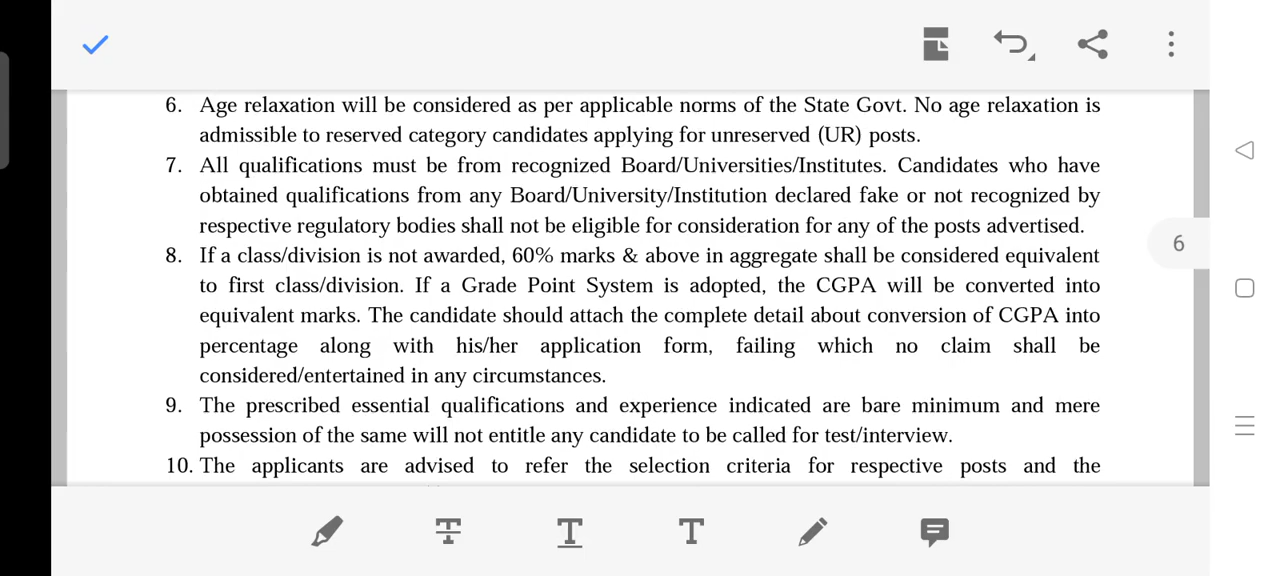 6. Age relaxation will be considered as per applicable norms of the State Govt. No age relaxation is
admissible to reserved category candidates applying for unreserved (UR) posts.
7. All qualifications must be from recognized Board/Universities/Institutes. Candidates who have
obtained qualifications from any Board/University/Institution declared fake or not recognized by
respective regulatory bodies shall not be eligible for consideration for any of the posts advertised.
8. If a class/division is not awarded, 60% marks & above in aggregate shall be considered equivalent
to first class/division. If a Grade Point System is adopted, the CGPA will be converted into
equivalent marks. The candidate should attach the complete detail about conversion of CGPA into
percentage along with his/her application form, failing which no claim shall be
considered/entertained in any circumstances.
9. The prescribed essential qualifications and experience indicated are bare minimum and mere
possession of the same will not entitle any candidate to be called for test/interview.
10. The applicants are advised to refer the selection criteria for respective posts and the
6
T
T
T